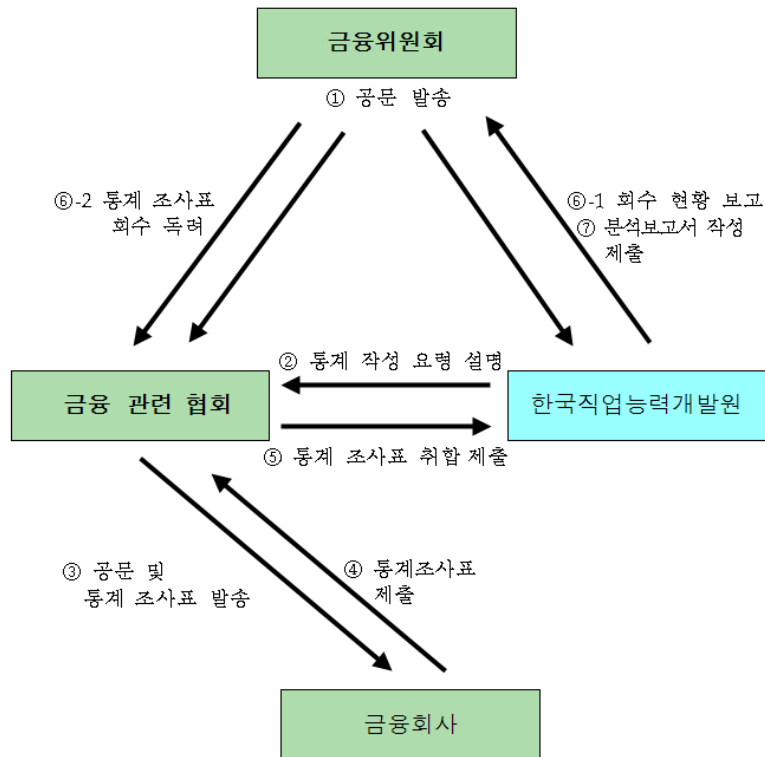 금융위원회
① 공문 발송
⑥-2 통계 조사표
회수 독려
⑥-1 회수 현황 보고
⑦ 분석보고서 작성
제출
② 통계 작성 요령 설명
금융 관련 협회
한국직업능력개발원
⑤ 통계 조사표 취합 제출
③ 공문 및
통계 조사표 발송
④ 통계조사표
제출
금융회사